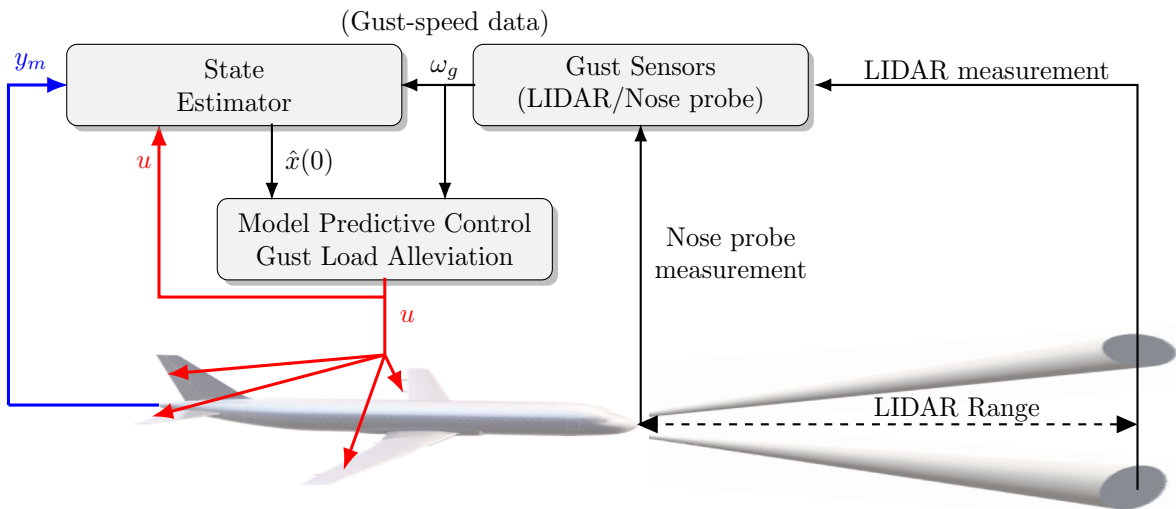 (Gust-speed data)
y_m
State
Estimator
ω_g
Gust Sensors
(LIDAR/Nose probe)
LIDAR measurement
u
x̂(0)
Model Predictive Control
Gust Load Alleviation
Nose probe
measurement
u
LIDAR Range